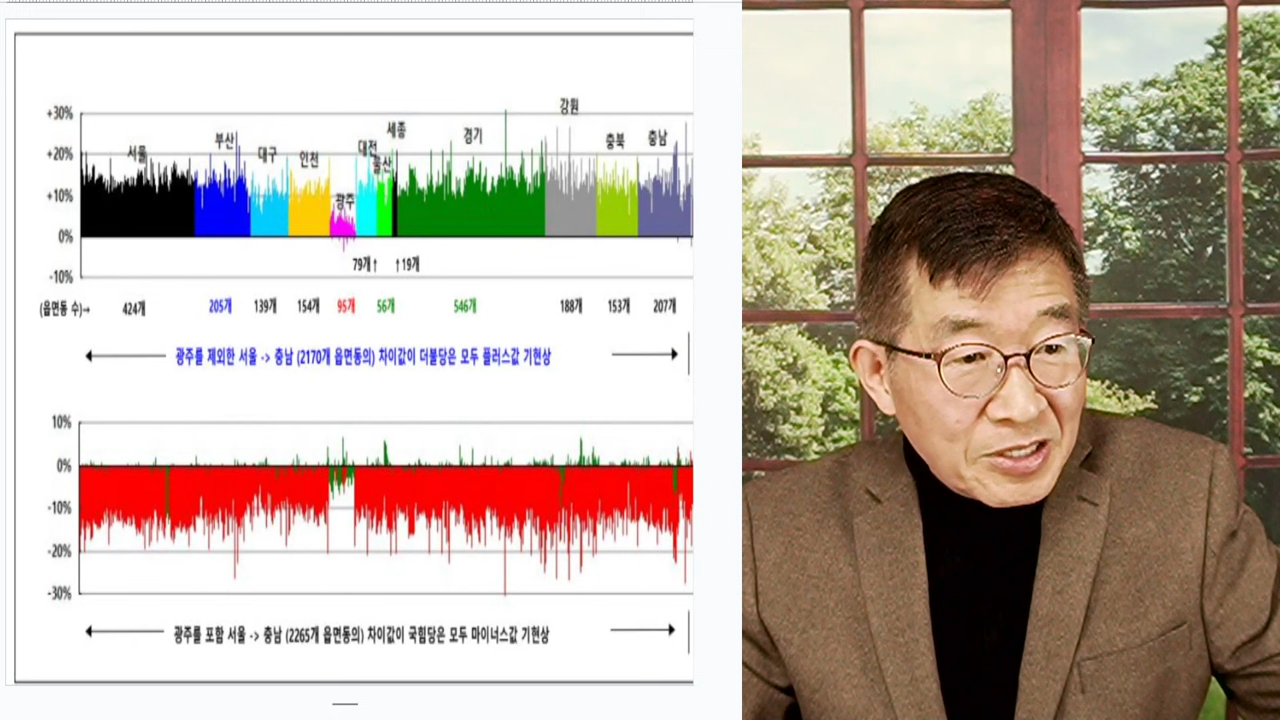 강원
+30%
세종
부산
경기
대전
충북
충남
서울
대구
인천
+20%
울산
+10%
광주
0%
79개↑ ↑19개
-10%
(읍면동 수)→ 424개 205개 139개 154개 95개 56개 546개 188개 153개 207개
광주를 제외한 서울 -> 충남 (2170개 읍면동의) 차이값이 더불당은 모두 플러스값 기현상
10%
0%
-10%
-20%
-30%
광주를 포함 서울 -> 충남 (2265개 읍면동의) 차이값이 국힘당은 모두 마이너스값 기현상